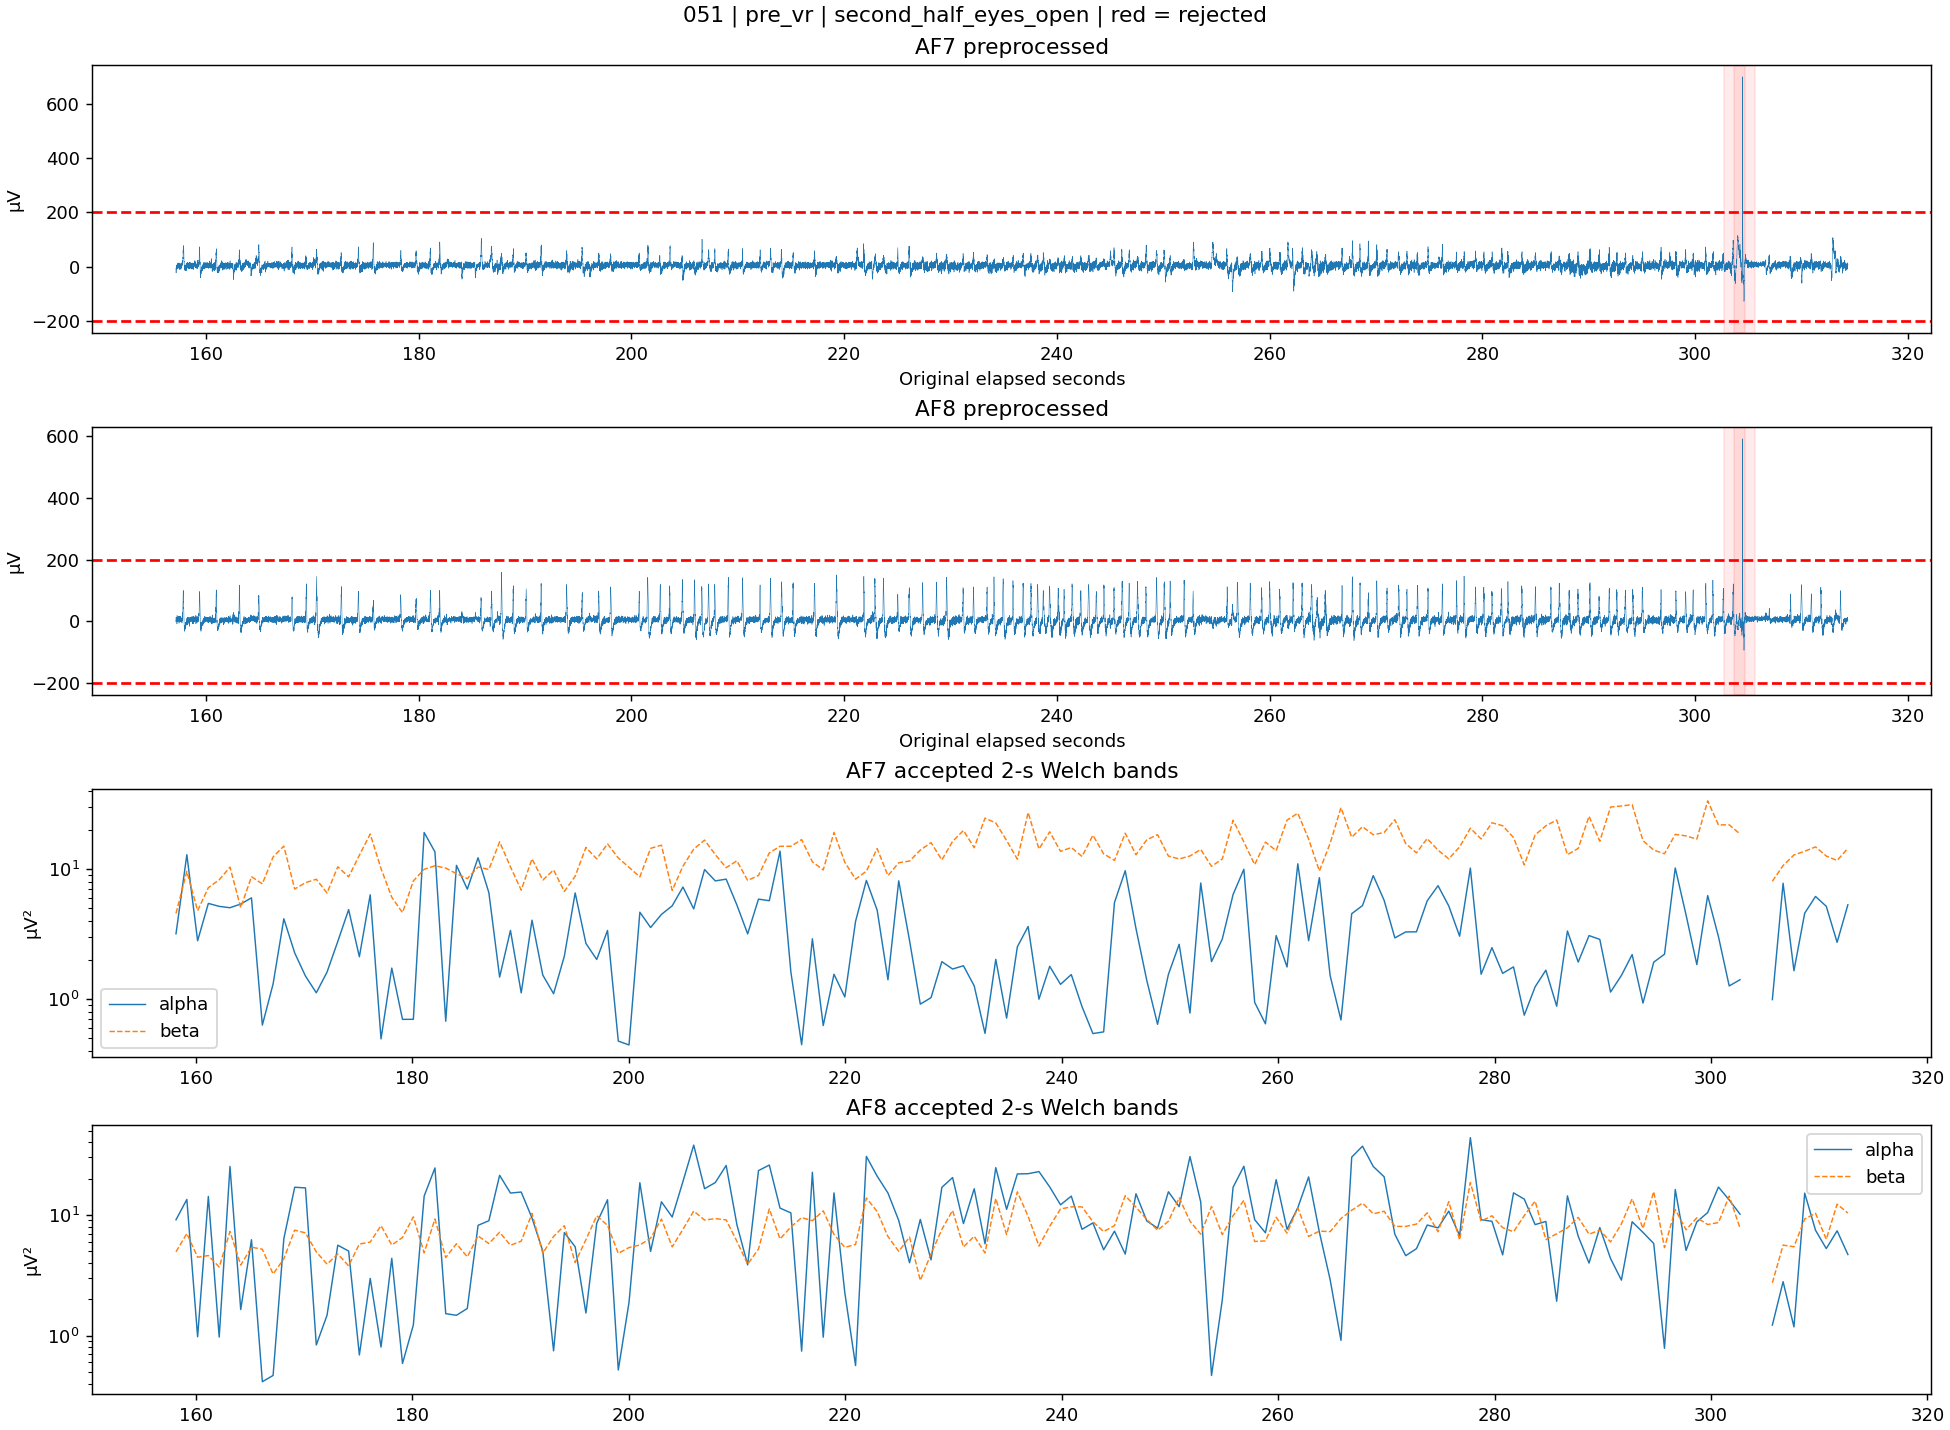 051 | pre_vr | second_half_eyes_open | red = rejected
AF7 preprocessed
600
400
200
0
−200
µV
160 180 200 220 240 260 280 300 320
Original elapsed seconds
AF8 preprocessed
600
400
200
0
−200
µV
160 180 200 220 240 260 280 300 320
Original elapsed seconds
AF7 accepted 2-s Welch bands
10¹
10⁰
µV²
alpha
beta
160 180 200 220 240 260 280 300 320
AF8 accepted 2-s Welch bands
alpha
beta
10¹
10⁰
µV²
160 180 200 220 240 260 280 300 320